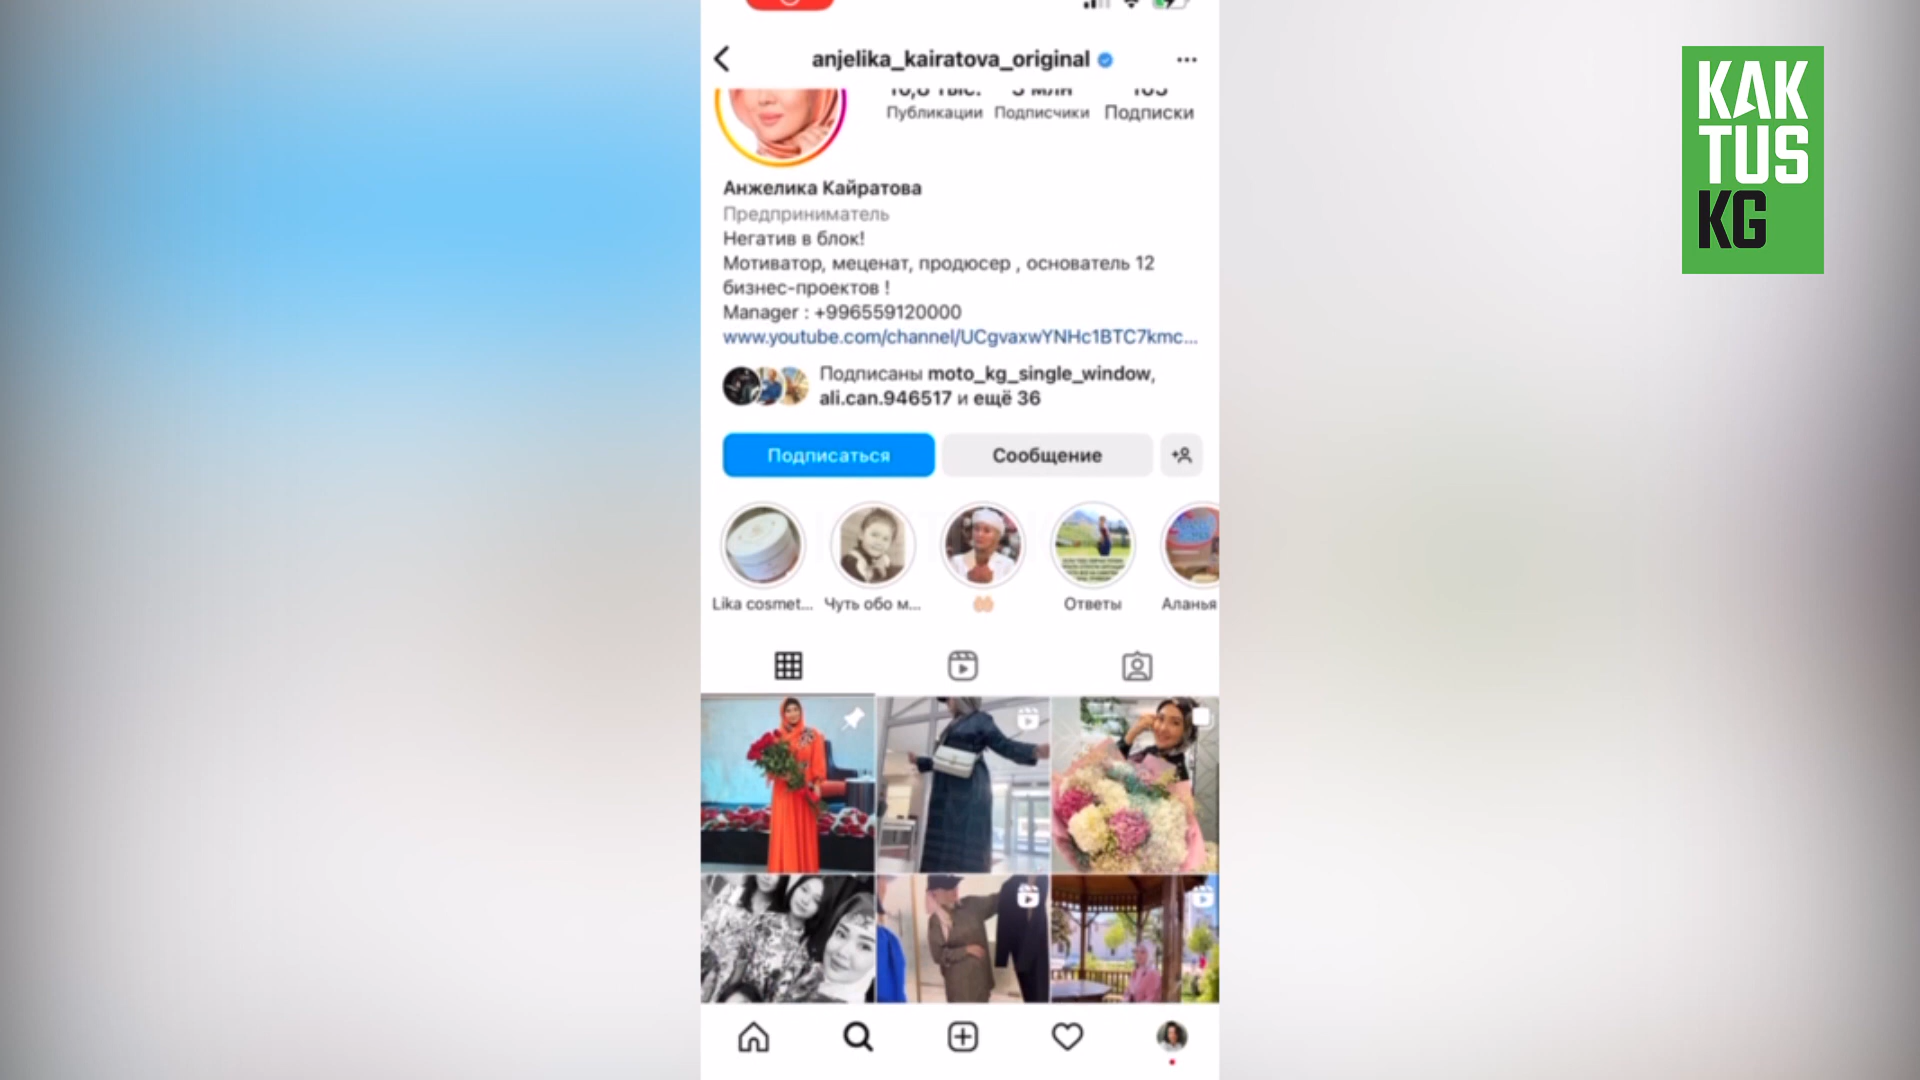 anjelika_kairatova_original
Публикации Подписчики Подписки
Анжелика Кайратова
Предприниматель
Негатив в блок!
Мотиватор, меценат, продюсер , основатель 12
бизнес-проектов !
Manager : +996559120000
www.youtube.com/channel/UCgvaxwYNHc1BTC7kmc...
Подписаны moto_kg_single_window,
ali.can.946517 и ещё 36
Подписаться Сообщение
Lika cosmet... Чуть обо м... Ответы Аланья
KAK
TUS
KG